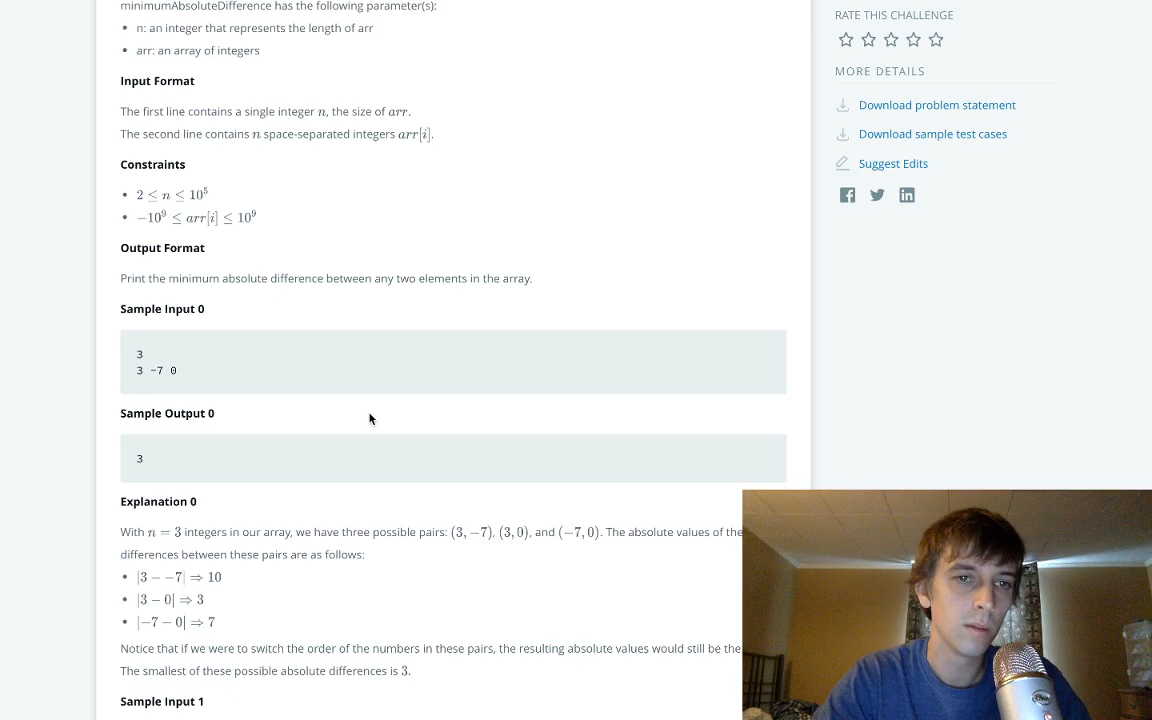 minimumAbsoluteDifference has the following parameter(s):
• n: an integer that represents the length of arr
• arr: an array of integers
Input Format
The first line contains a single integer n, the size of arr.
The second line contains n space-separated integers arr[i].
Constraints
• 2 ≤ n ≤ 10⁵
• −10⁹ ≤ arr[i] ≤ 10⁹
Output Format
Print the minimum absolute difference between any two elements in the array.
Sample Input 0
3
3 -7 0
Sample Output 0
3
Explanation 0
With n = 3 integers in our array, we have three possible pairs: (3, −7), (3, 0), and (−7, 0). The absolute values of the
differences between these pairs are as follows:
• |3 − −7| ⇒ 10
• |3 − 0| ⇒ 3
• |−7 − 0| ⇒ 7
Notice that if we were to switch the order of the numbers in these pairs, the resulting absolute values would still be the
The smallest of these possible absolute differences is 3.
Sample Input 1
RATE THIS CHALLENGE
MORE DETAILS
Download problem statement
Download sample test cases
Suggest Edits